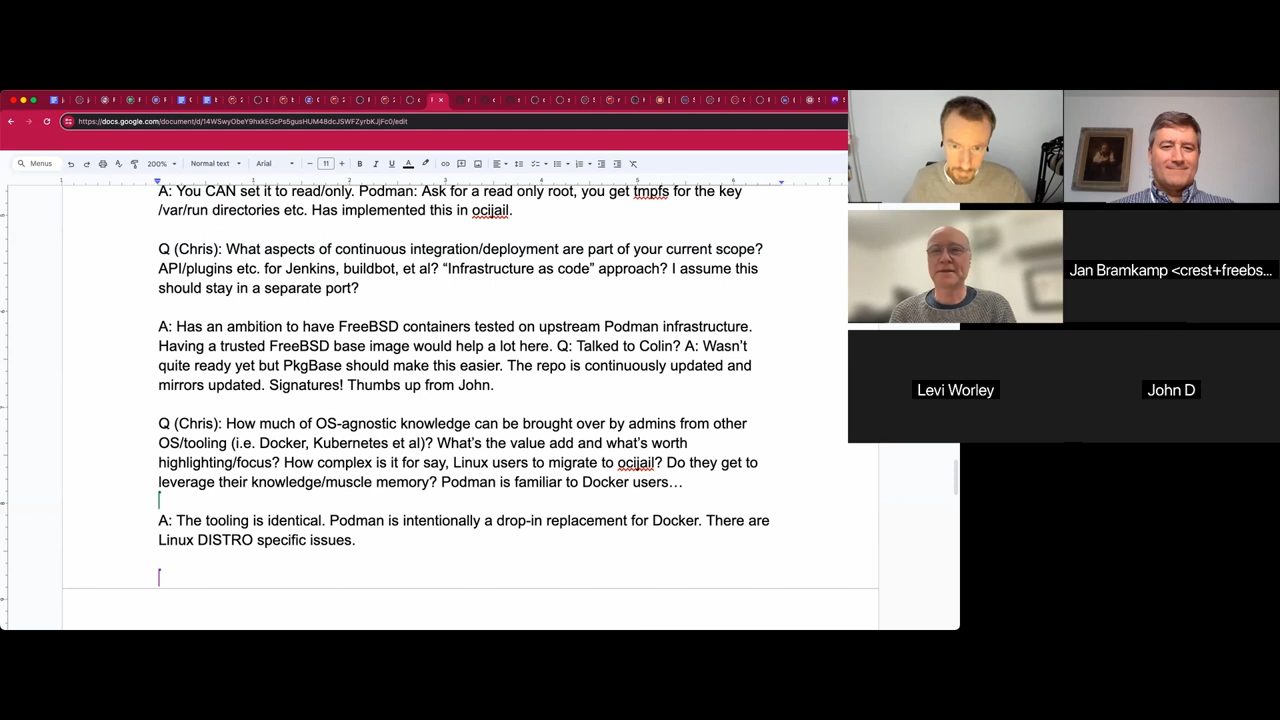 https://docs.google.com/document/d/14WSwyObeY9hxkEGcPs5gusHUM48dcJSWFZyrbKJjFc0/edit
Menus
200%
Normal text
Arial
11
A: You CAN set it to read/only. Podman: Ask for a read only root, you get tmpfs for the key
/var/run directories etc. Has implemented this in ocijail.
Q (Chris): What aspects of continuous integration/deployment are part of your current scope?
API/plugins etc. for Jenkins, buildbot, et al? “Infrastructure as code” approach? I assume this
should stay in a separate port?
A: Has an ambition to have FreeBSD containers tested on upstream Podman infrastructure.
Having a trusted FreeBSD base image would help a lot here. Q: Talked to Colin? A: Wasn’t
quite ready yet but PkgBase should make this easier. The repo is continuously updated and
mirrors updated. Signatures! Thumbs up from John.
Q (Chris): How much of OS-agnostic knowledge can be brought over by admins from other
OS/tooling (i.e. Docker, Kubernetes et al)? What’s the value add and what’s worth
highlighting/focus? How complex is it for say, Linux users to migrate to ocijail? Do they get to
leverage their knowledge/muscle memory? Podman is familiar to Docker users…
A: The tooling is identical. Podman is intentionally a drop-in replacement for Docker. There are
Linux DISTRO specific issues.
Jan Bramkamp <crest+freebs...
Levi Worley
John D